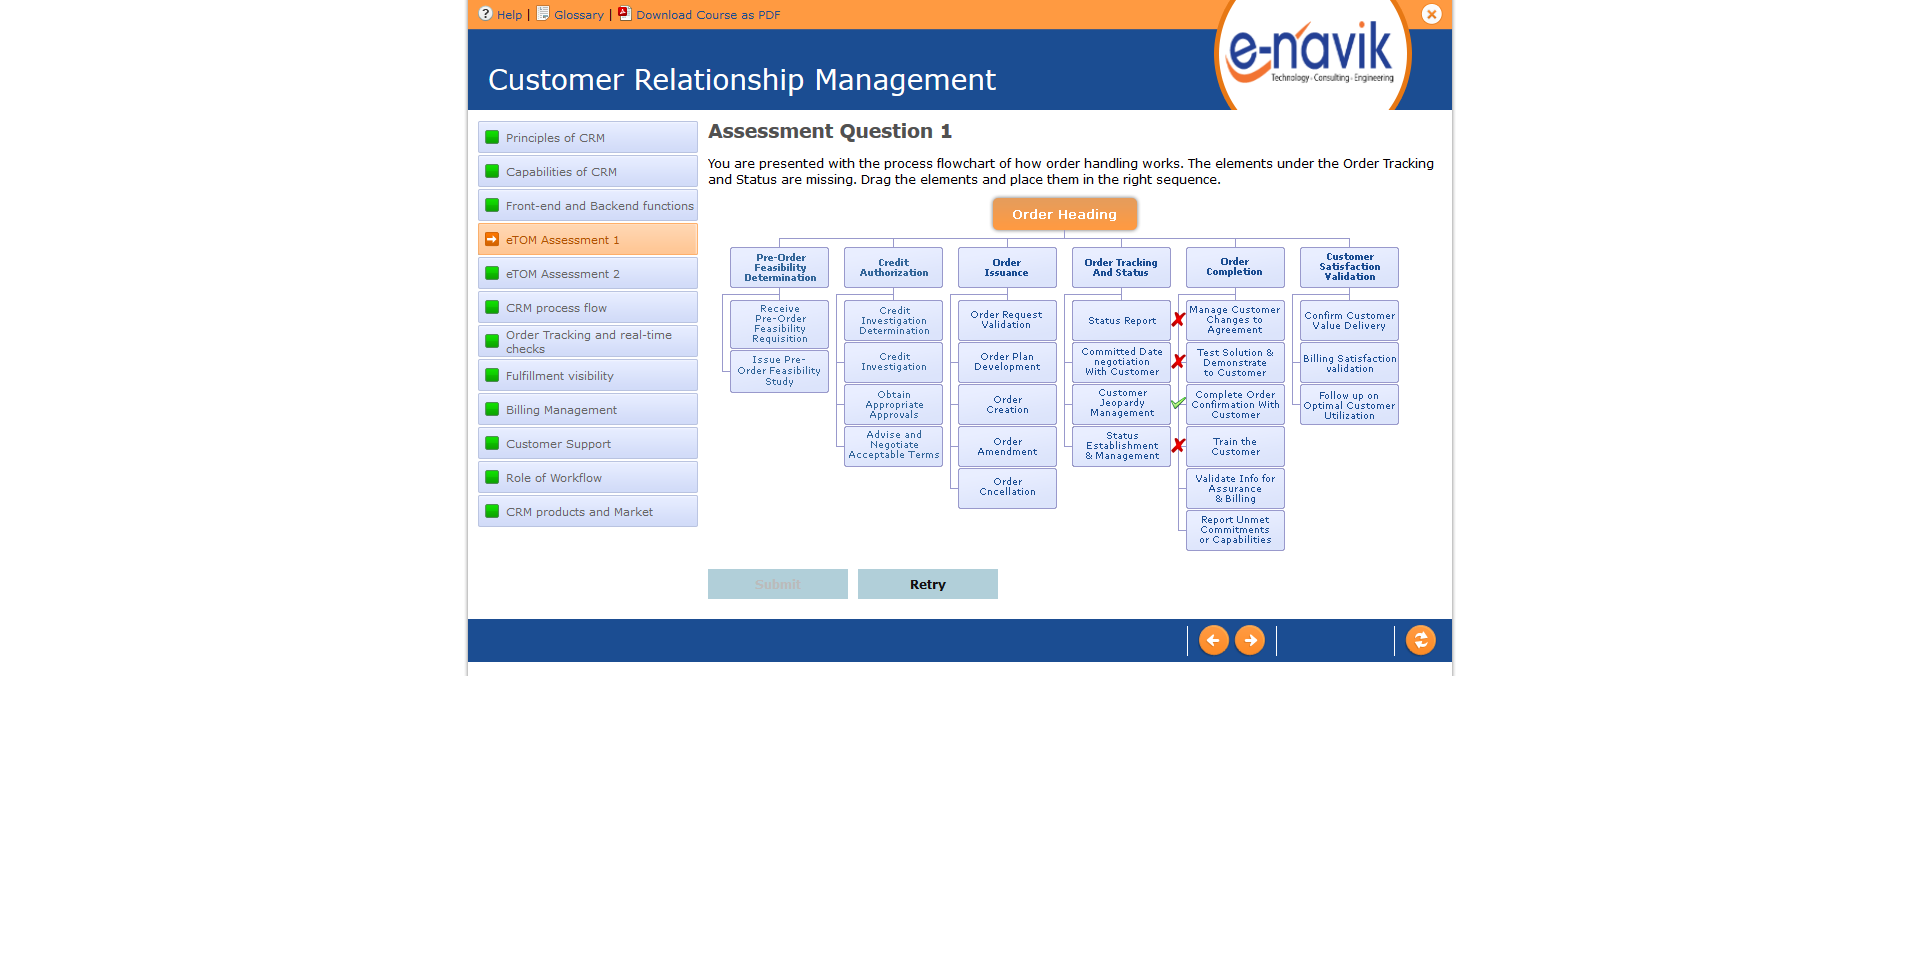 Help | Glossary | Download Course as PDF
e-navik
Technology - Consulting - Engineering
Customer Relationship Management
Principles of CRM
Capabilities of CRM
Front-end and Backend functions
eTOM Assessment 1
eTOM Assessment 2
CRM process flow
Order Tracking and real-time
checks
Fulfillment visibility
Billing Management
Customer Support
Role of Workflow
CRM products and Market
Assessment Question 1
You are presented with the process flowchart of how order handling works. The elements under the Order Tracking
and Status are missing. Drag the elements and place them in the right sequence.
Order Heading
Pre-Order
Feasibility
Determination
Receive
Pre-Order
Feasibility
Requisition
Issue Pre-
Order Feasibility
Study
Credit
Authorization
Credit
Investigation
Determination
Credit
Investigation
Obtain
Appropriate
Approvals
Advise and
Negotiate
Acceptable Terms
Order
Issuance
Order Request
Validation
Order Plan
Development
Order
Creation
Order
Amendment
Order
Cncellation
Order Tracking
And Status
Status Report
Committed Date
negotiation
With Customer
Customer
Jeopardy
Management
Status
Establishment
& Management
Order
Completion
Manage Customer
Changes to
Agreement
Test Solution &
Demonstrate
to Customer
Complete Order
Confirmation With
Customer
Train the
Customer
Validate Info for
Assurance
& Billing
Report Unmet
Commitments
or Capabilities
Customer
Satisfaction
Validation
Confirm Customer
Value Delivery
Billing Satisfaction
validation
Follow up on
Optimal Customer
Utilization
Submit
Retry